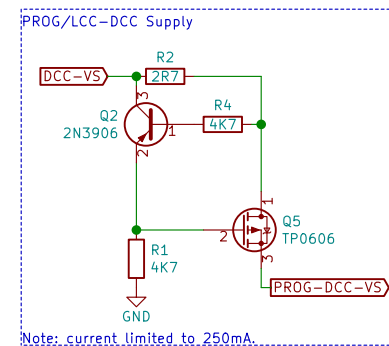 PROG/LCC-DCC Supply
DCC-VS
R2
2R7
3
Q2
2N3906
1
R4
4K7
2
1
2
Q5
TP0606
3
R1
4K7
GND
PROG-DCC-VS
Note: current limited to 250mA.